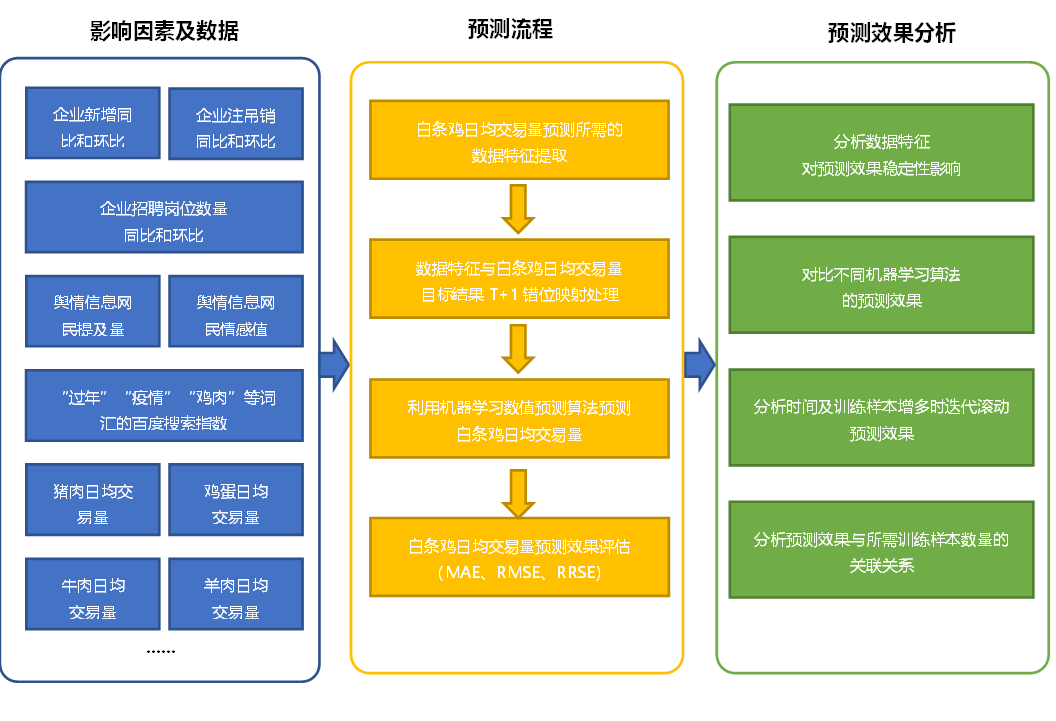 影响因素及数据
企业新增同
比和环比
企业注吊销
同比和环比
企业招聘岗位数量
同比和环比
舆情信息网
民提及量
舆情信息网
民情感值
“过年”“疫情”“鸡肉”等词
汇的百度搜索指数
猪肉日均交
易量
鸡蛋日均
交易量
牛肉日均
交易量
羊肉日均
交易量
......
预测流程
白条鸡日均交易量预测所需的
数据特征提取
数据特征与白条鸡日均交易量
目标结果 T+1 错位映射处理
利用机器学习数值预测算法预测
白条鸡日均交易量
白条鸡日均交易量预测效果评估
（MAE、RMSE、RRSE)
预测效果分析
分析数据特征
对预测效果稳定性影响
对比不同机器学习算法
的预测效果
分析时间及训练样本增多时迭代滚动
预测效果
分析预测效果与所需训练样本数量的
关联关系